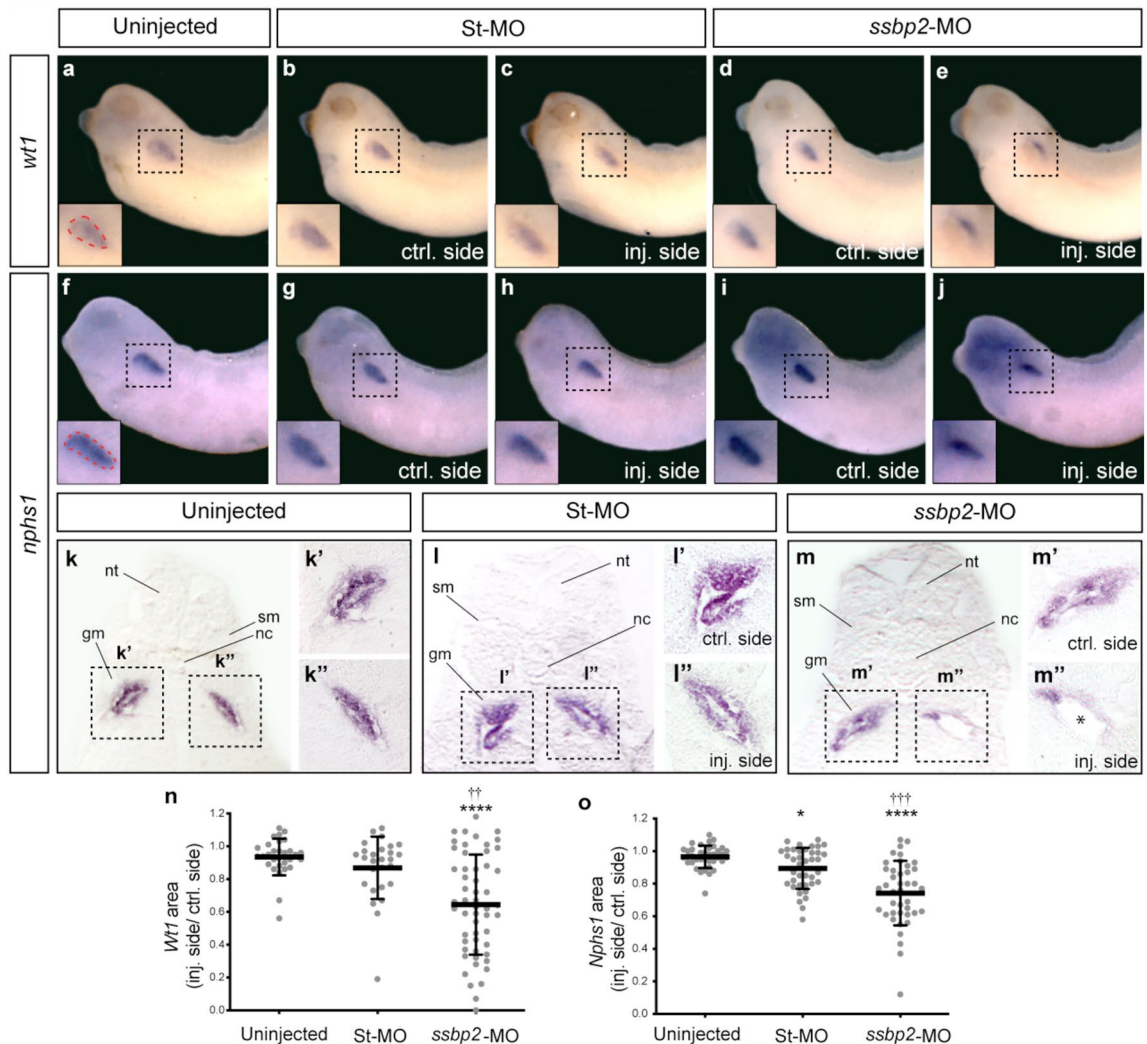 Uninjected St-MO ssbp2-MO
wt1
a b c d e
ctrl. side inj. side ctrl. side inj. side
nphs1
f g h i j
ctrl. side inj. side ctrl. side inj. side
Uninjected St-MO ssbp2-MO
k k’ l l’ m m’
nt nt nt
sm sm sm
nc nc nc
gm gm gm
k’ k’’ l’ l’’ m’ m’’
ctrl. side ctrl. side
k’’ l’’ m’’
*
inj. side inj. side
n
Wt1 area
(inj. side/ ctrl. side)
1.2
1.0
0.8
0.6
0.4
0.2
0.0
††
****
Uninjected St-MO ssbp2-MO
o
Nphs1 area
(inj. side/ ctrl. side)
1.2
1.0
0.8
0.6
0.4
0.2
0.0
*
†††
****
Uninjected St-MO ssbp2-MO